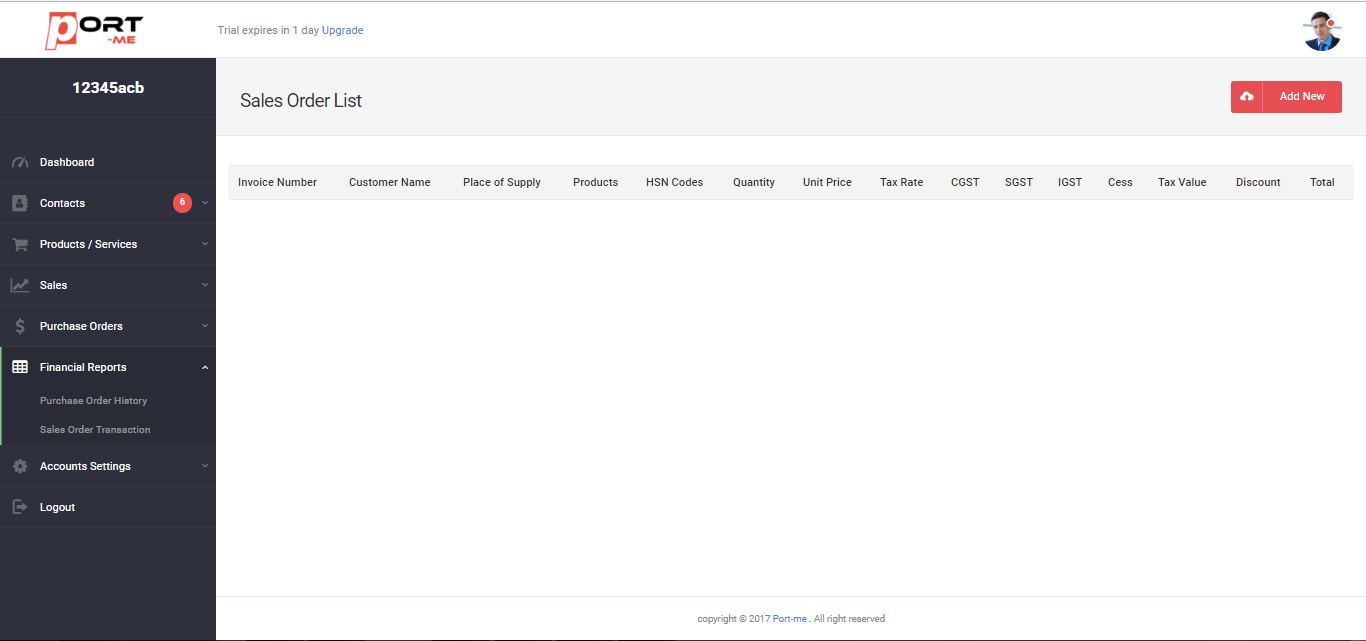 PORT
-ME
Trial expires in 1 day Upgrade
12345acb
Sales Order List
Add New
Dashboard
Contacts 6
Products / Services
Sales
Purchase Orders
Financial Reports
Purchase Order History
Sales Order Transaction
Accounts Settings
Logout
Invoice Number Customer Name Place of Supply Products HSN Codes Quantity Unit Price Tax Rate CGST SGST IGST Cess Tax Value Discount Total
copyright © 2017 Port-me . All right reserved